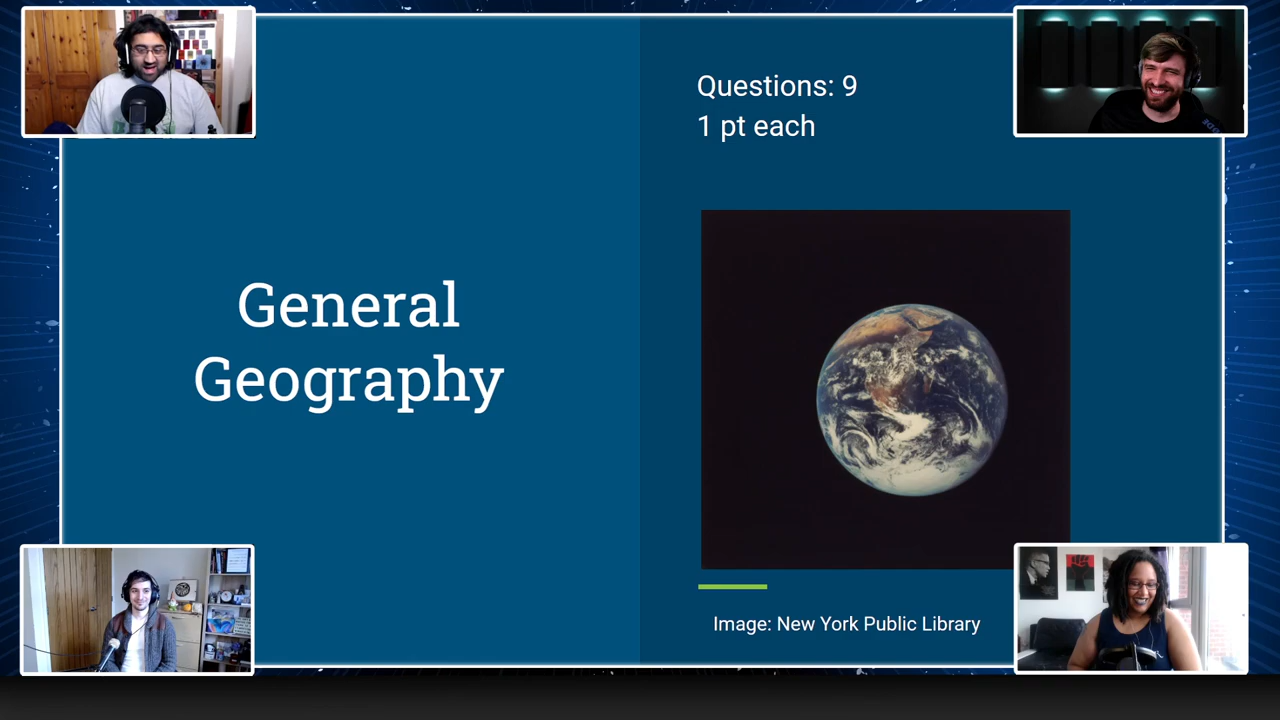 General
Geography
Questions: 9
1 pt each
Image: New York Public Library